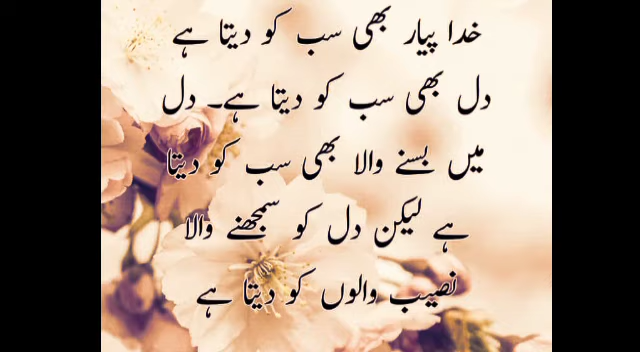 خدا پیار بھی سب کو دیتا ہے
دل بھی سب کو دیتا ہے۔ دل
میں بسنے والا بھی سب کو دیتا
ہے لیکن دل کو سمجھنے والا
نصیب والوں کو دیتا ہے